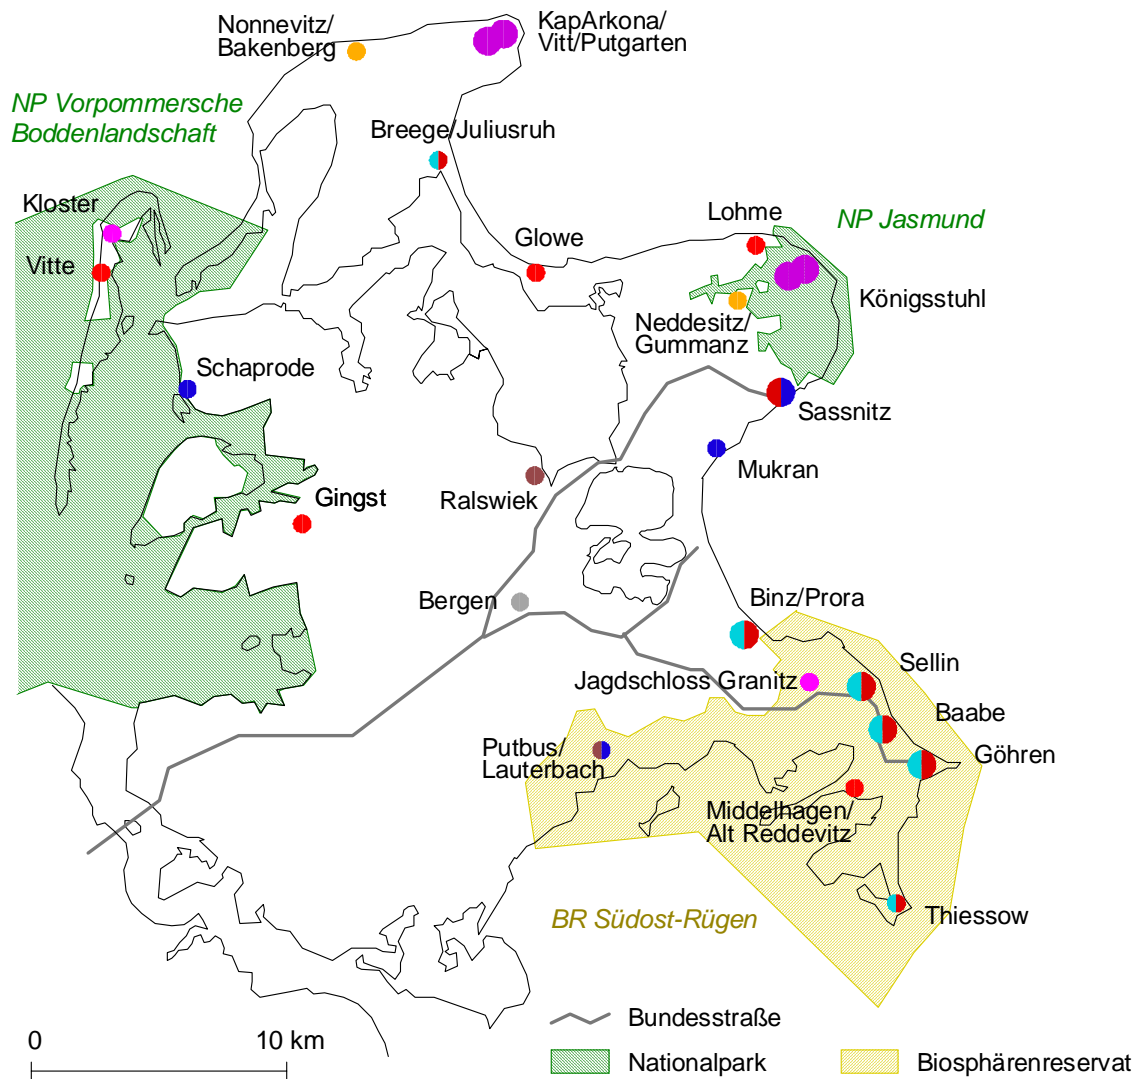 Nonnevitz/
Bakenberg
KapArkona/
Vitt/Putgarten
NP Vorpommersche
Boddenlandschaft
Breege/Juliusruh
Kloster
Lohme
NP Jasmund
Glowe
Vitte
Königsstuhl
Neddesitz/
Gummanz
Schaprode
Sassnitz
Mukran
Ralswiek
Gingst
Bergen
Binz/Prora
Sellin
Jagdschloss Granitz
Baabe
Putbus/
Lauterbach
Göhren
Middelhagen/
Alt Reddevitz
BR Südost-Rügen
Thiessow
Bundesstraße
0 10 km
Nationalpark
Biosphärenreservat